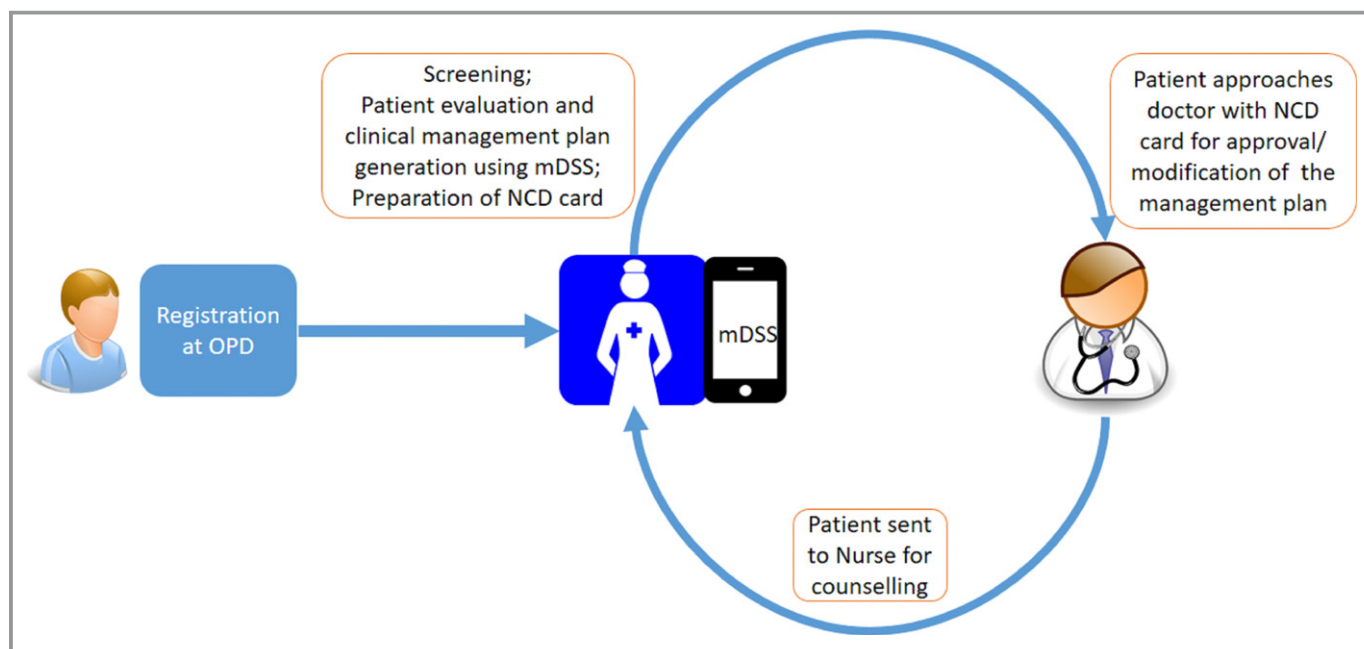 Screening;
Patient evaluation and
clinical management plan
generation using mDSS;
Preparation of NCD card
Patient approaches
doctor with NCD
card for approval/
modification of the
management plan
Registration
at OPD
mDSS
Patient sent
to Nurse for
counselling